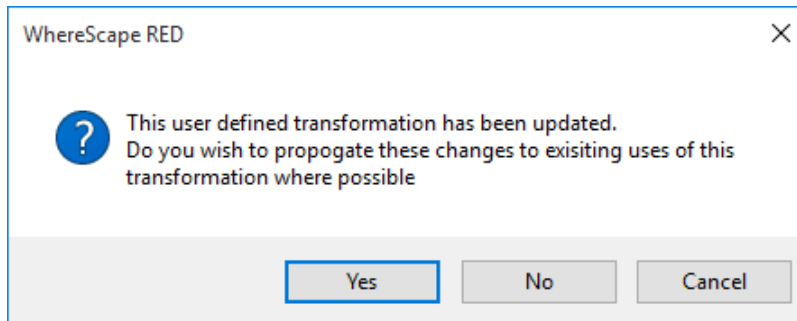 WhereScape RED
This user defined transformation has been updated.
Do you wish to propogate these changes to exisiting uses of this
transformation where possible
Yes
No
Cancel